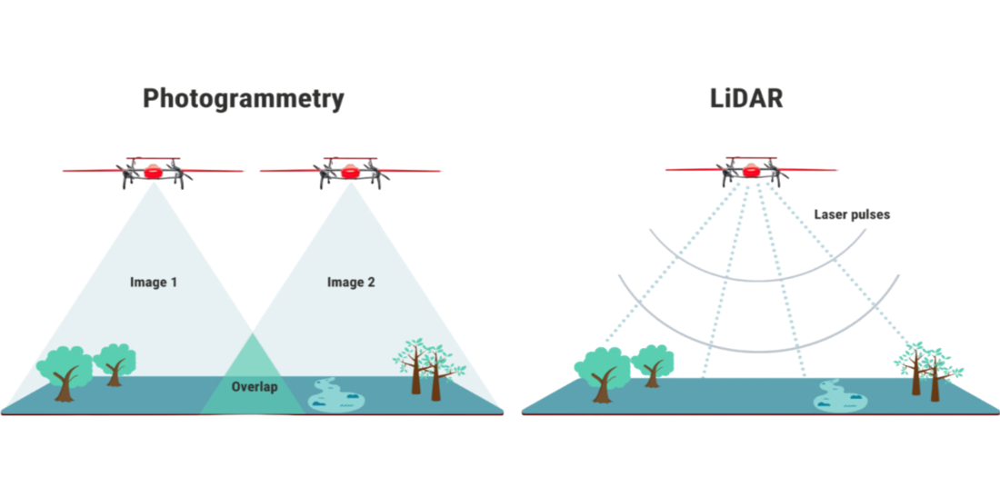 Photogrammetry
Image 1
Image 2
Overlap
LiDAR
Laser pulses